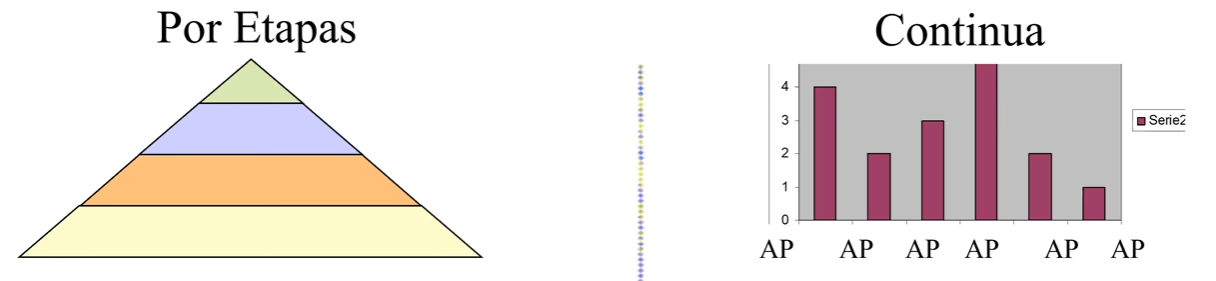 Por Etapas
Continua
4
3
2
1
0
Serie2
AP AP AP AP AP AP